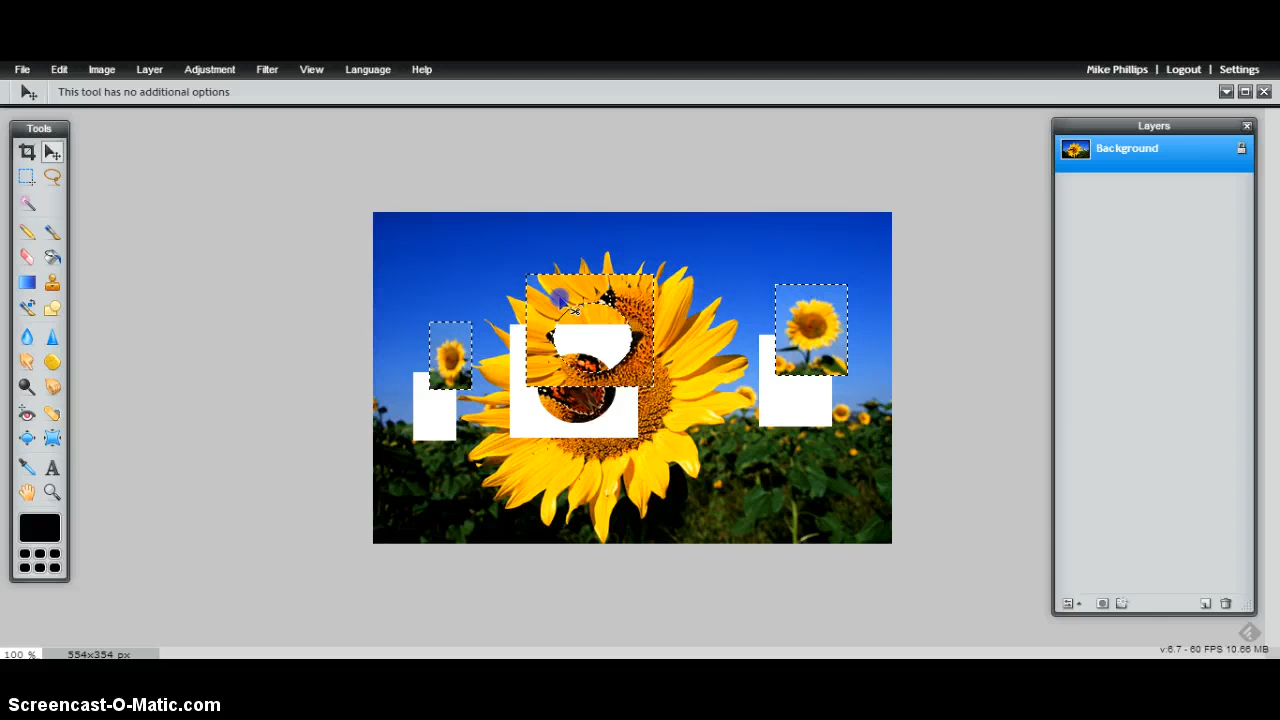 File Edit Image Layer Adjustment Filter View Language Help Mike Phillips | Logout | Settings
This tool has no additional options
Tools
Layers
Background
A
100 % 554x354 px
v:6.7 - 60 FPS 10.66 MB
Screencast-O-Matic.com